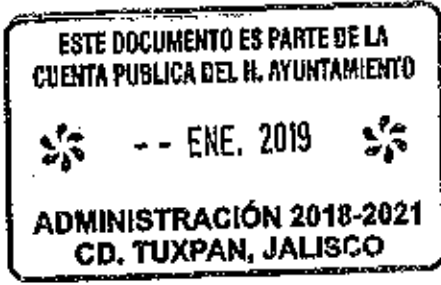 ESTE DOCUMENTO ES PARTE DE LA
CUENTA PUBLICA DEL H. AYUNTAMIENTO
-- ENE. 2019
ADMINISTRACIÓN 2018-2021
CD. TUXPAN, JALISCO